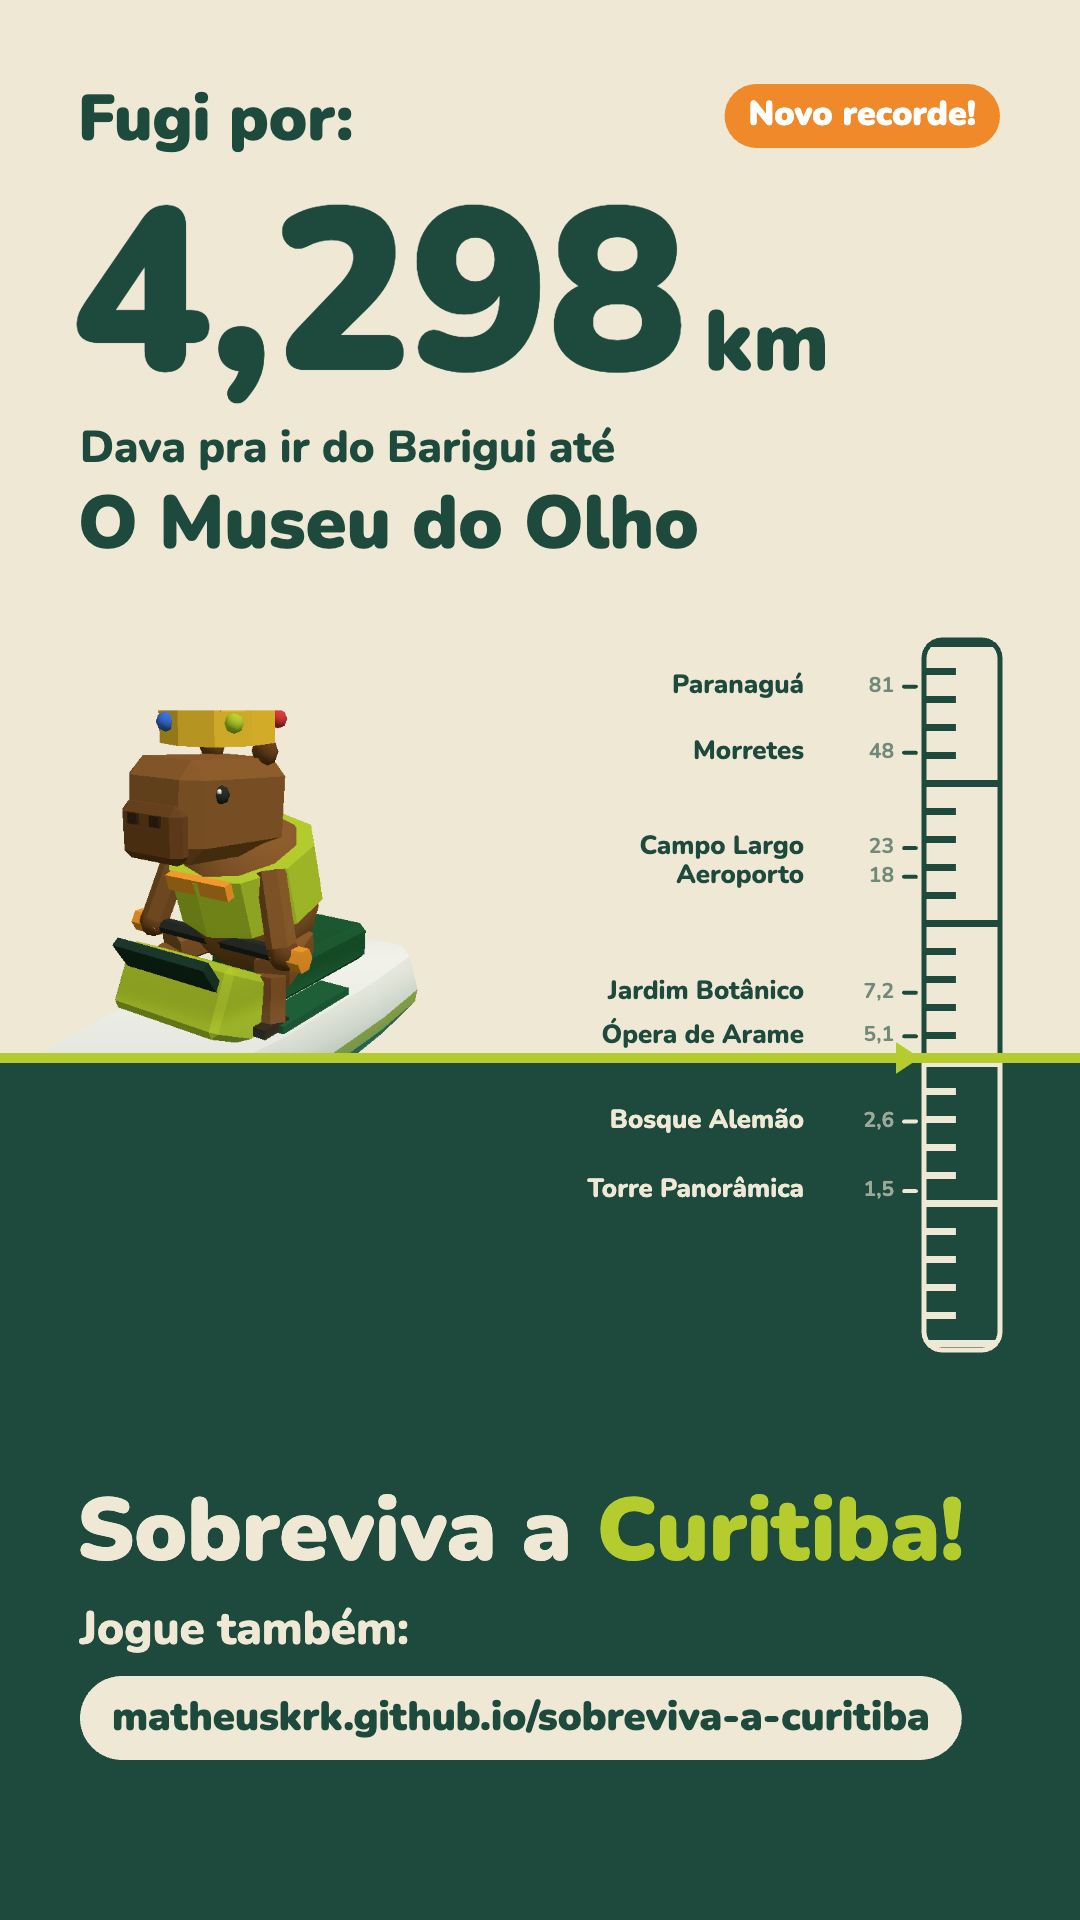 Fugi por:
Novo recorde!
4,298 km
Dava pra ir do Barigui até
O Museu do Olho
Paranaguá 81
Morretes 48
Campo Largo 23
Aeroporto 18
Jardim Botânico 7,2
Ópera de Arame 5,1
Bosque Alemão 2,6
Torre Panorâmica 1,5
Sobreviva a Curitiba!
Jogue também:
matheuskrk.github.io/sobreviva-a-curitiba